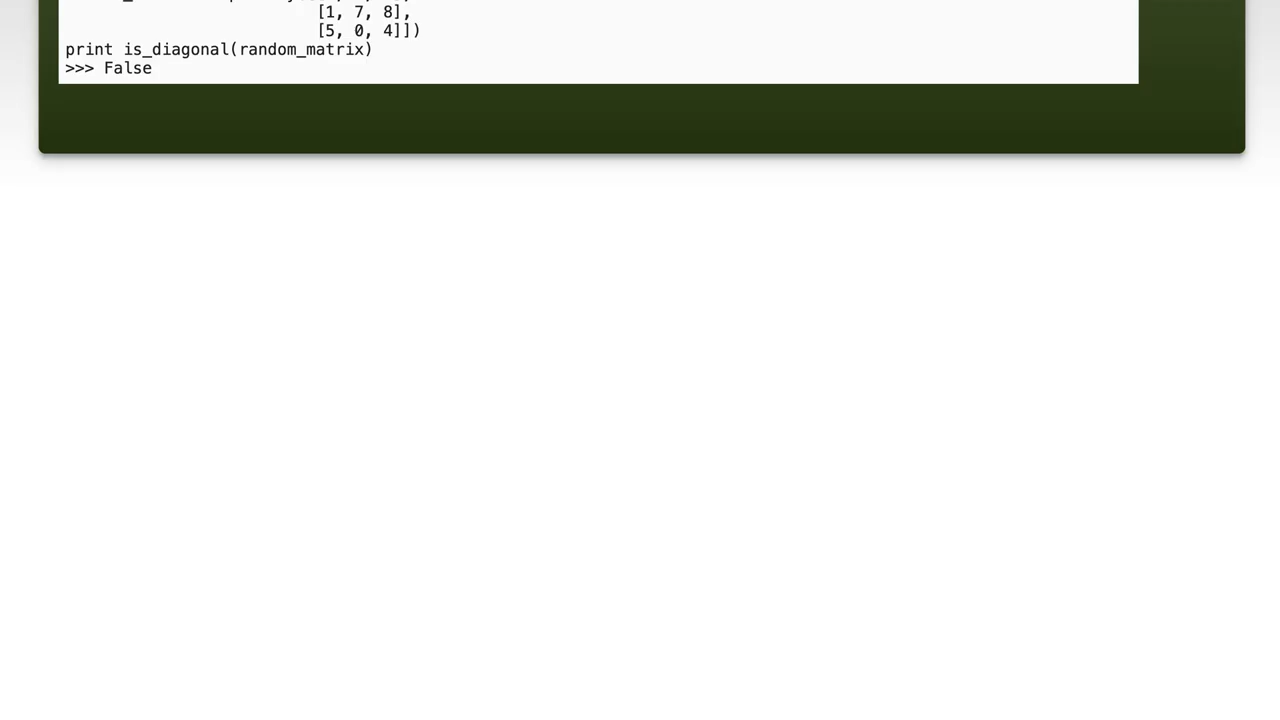 [1, 7, 8],
[5, 0, 4]])
print is_diagonal(random_matrix)
>>> False